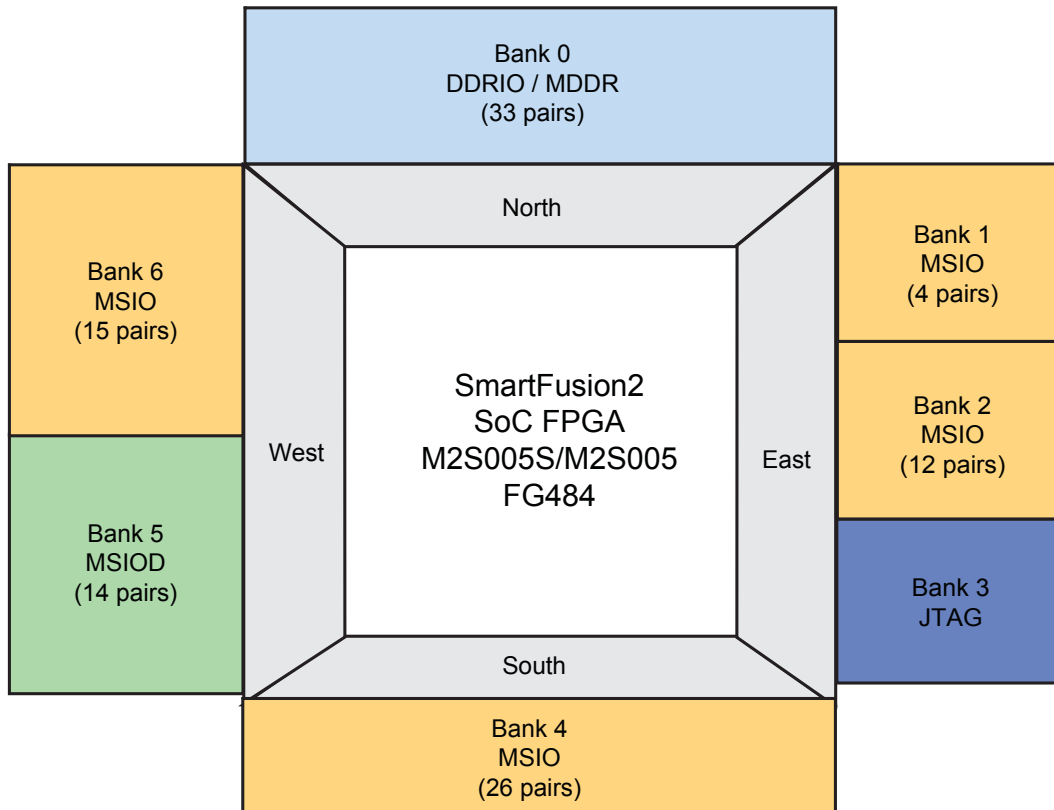 Bank 0
DDRIO / MDDR
(33 pairs)
North
Bank 6
MSIO
(15 pairs)
Bank 1
MSIO
(4 pairs)
SmartFusion2
SoC FPGA
M2S005S/M2S005
FG484
West
East
Bank 2
MSIO
(12 pairs)
Bank 5
MSIOD
(14 pairs)
Bank 3
JTAG
South
Bank 4
MSIO
(26 pairs)